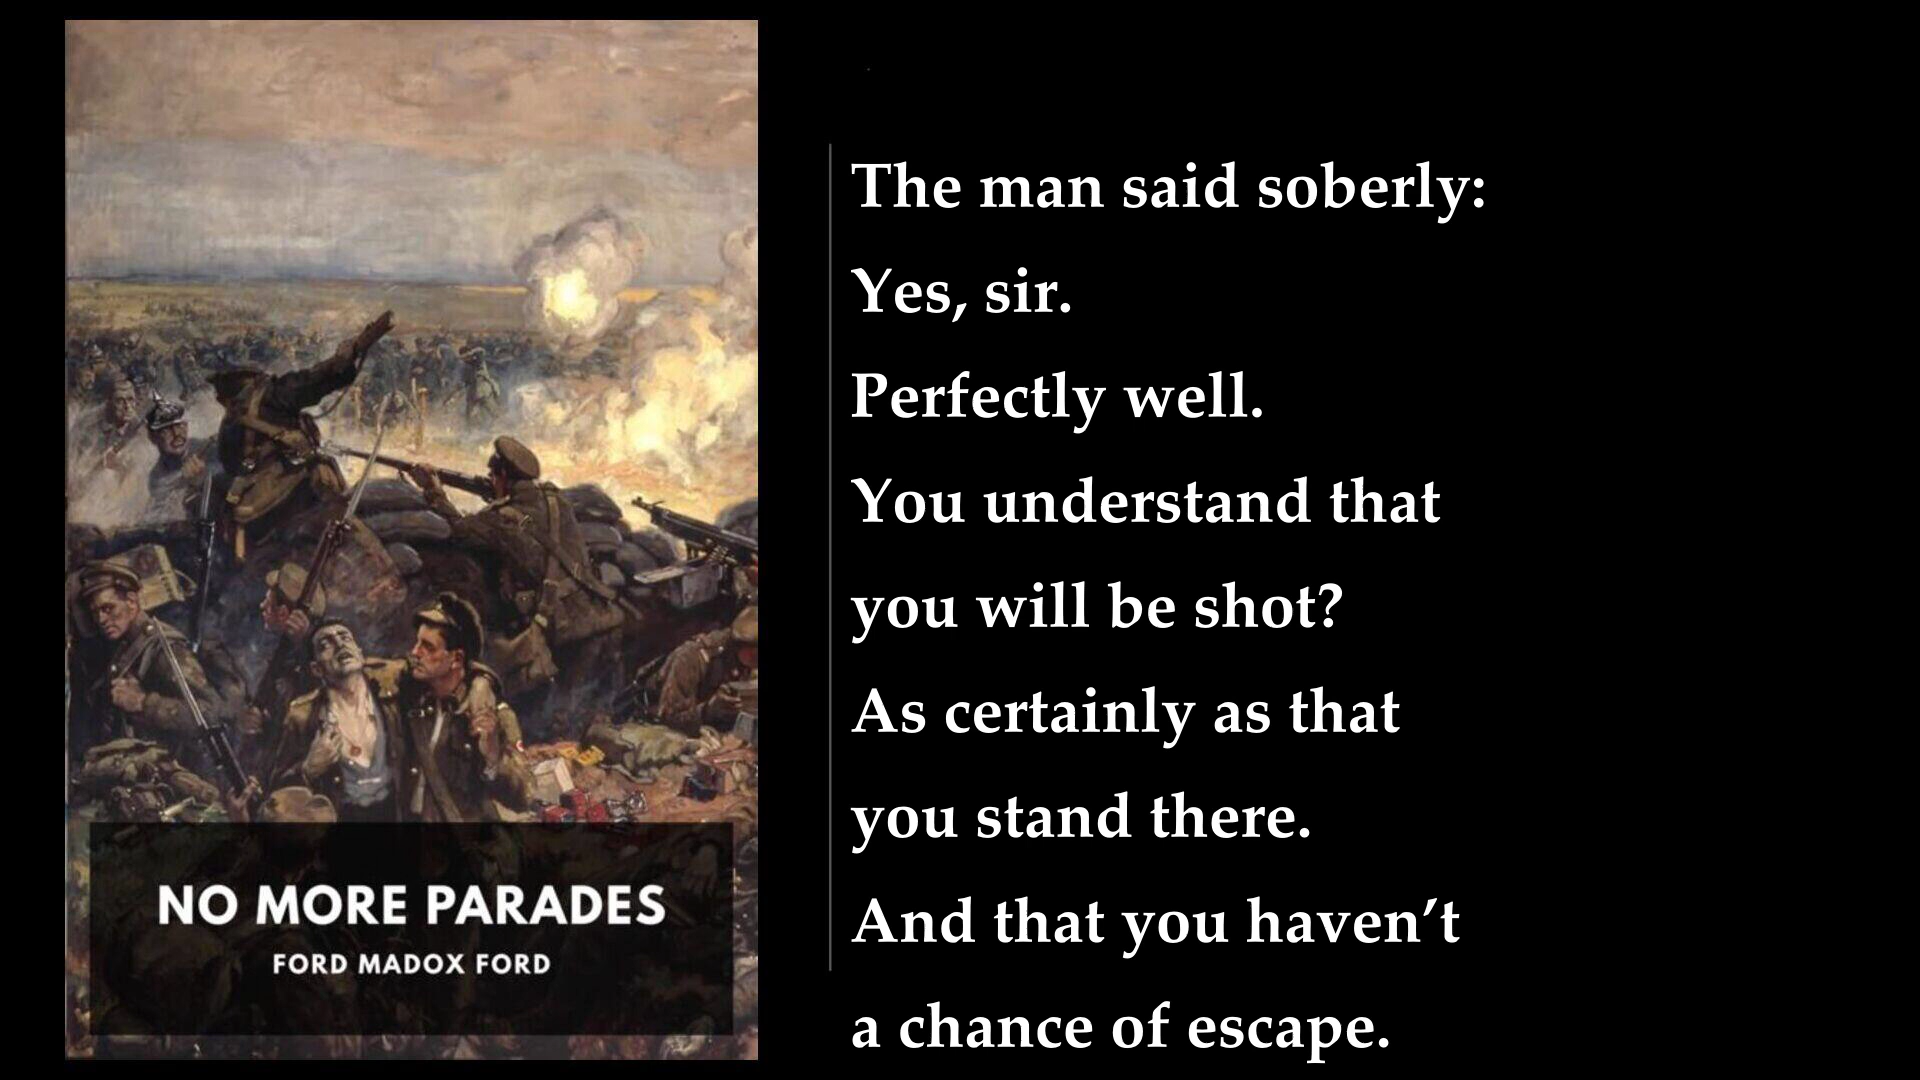 NO MORE PARADES
FORD MADOX FORD
The man said soberly:
Yes, sir.
Perfectly well.
You understand that
you will be shot?
As certainly as that
you stand there.
And that you haven’t
a chance of escape.